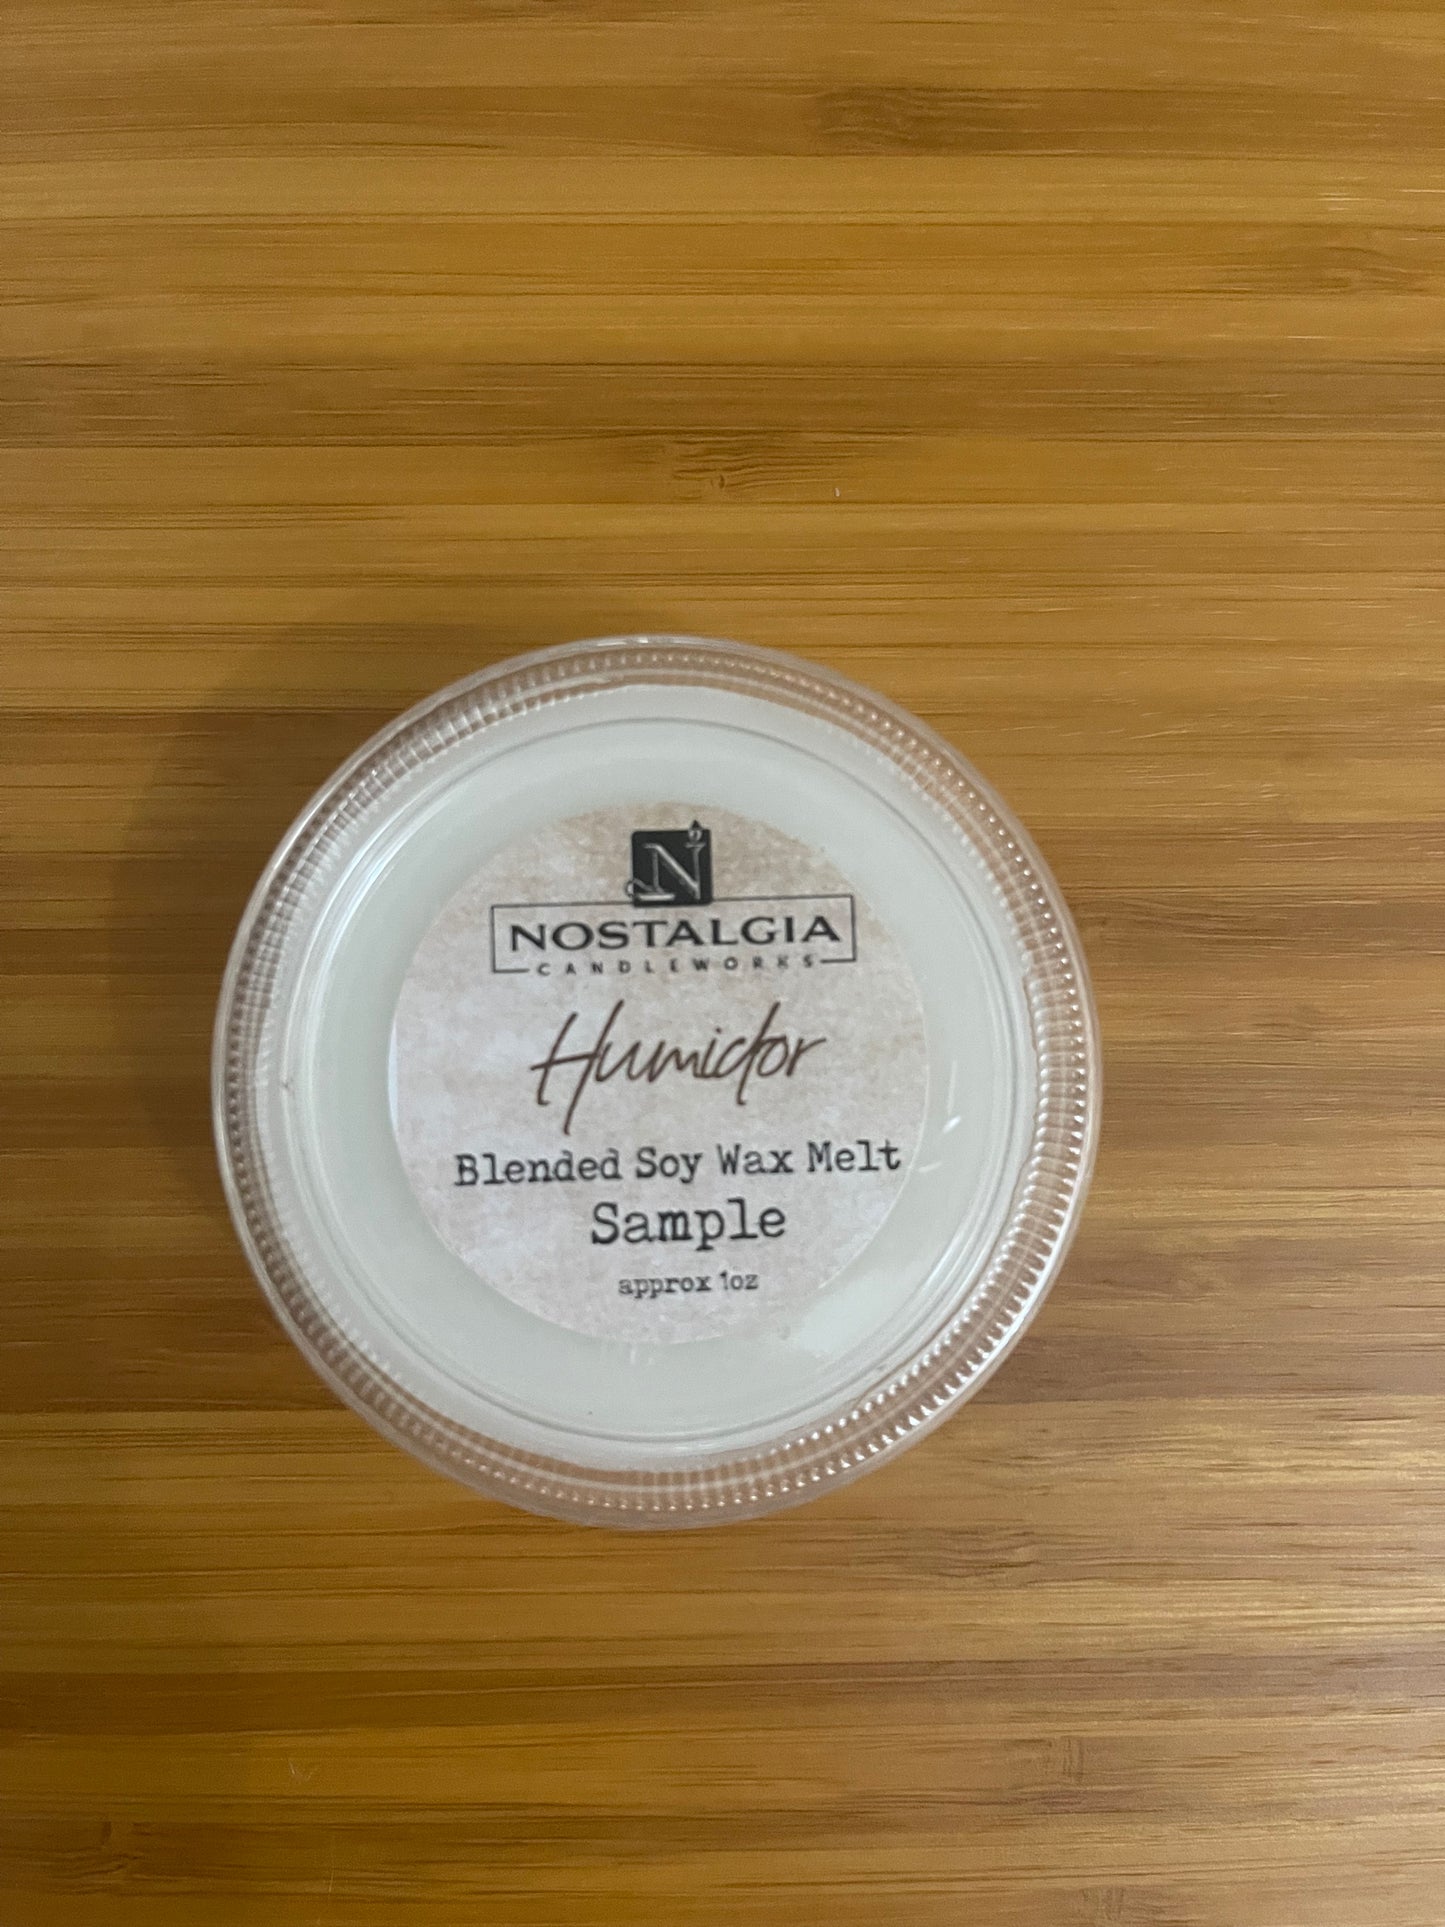 N
NOSTALGIA
CANDLEWORKS
Humidor
Blended Soy Wax Melt
Sample
approx 1oz